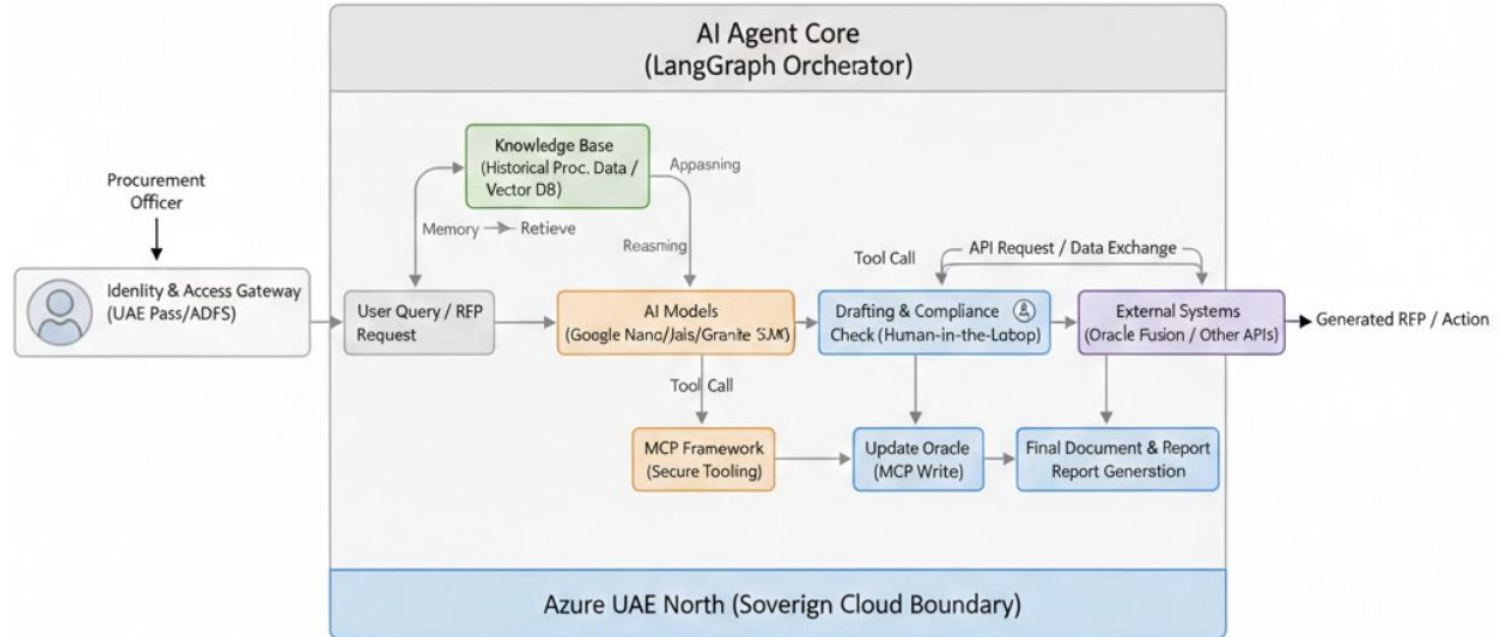 AI Agent Core
(LangGraph Orcherator)
Knowledge Base
(Historical Proc. Data /
Vector D8)
Appasning
Procurement
Officer
Memory
Retieve
Reasming
Tool Call
API Request / Data Exchange
Idenlity & Access Gateway
(UAE Pass/ADFS)
User Query / RFP
Request
AI Models
(Google Nano/Jais/Granite SJM)
Drafting & Compliance
Check (Human-in-the-Lotop)
External Systems
(Oracle Fusion / Other APIs)
Generated RFP / Action
Tool Call
MCP Framework
(Secure Tooling)
Update Oracle
(MCP Write)
Final Document & Report
Report Generstion
Azure UAE North (Soverign Cloud Boundary)